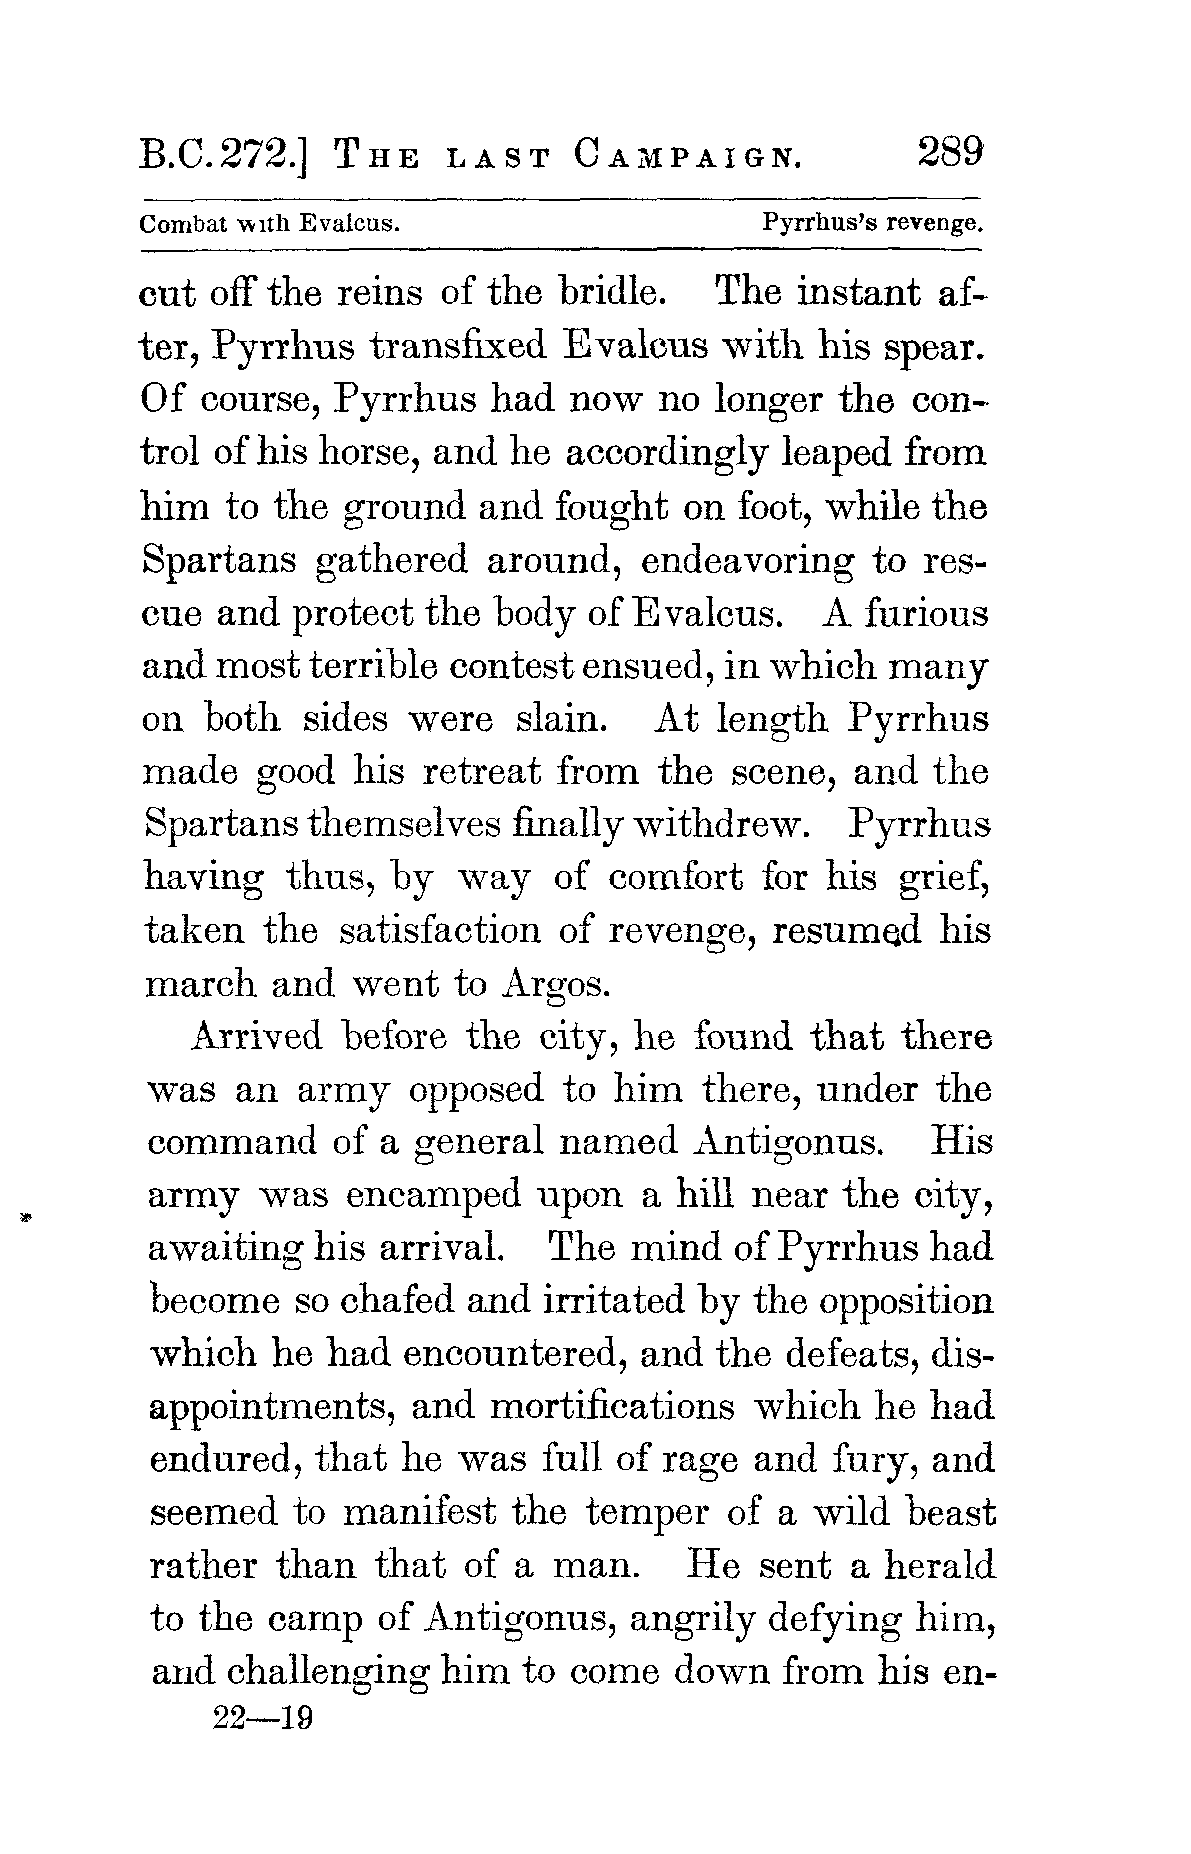 B.C. 272.] THE LAST CAMPAIGN. 289
Combat with Evalcus. Pyrrhus's revenge.
cut off the reins of the bridle. The instant af-
ter, Pyrrhus transfixed Evalcus with his spear.
Of course, Pyrrhus had now no longer the con-
trol of his horse, and he accordingly leaped from
him to the ground and fought on foot, while the
Spartans gathered around, endeavoring to res-
cue and protect the body of Evalcus. A furious
and most terrible contest ensued, in which many
on both sides were slain. At length Pyrrhus
made good his retreat from the scene, and the
Spartans themselves finally withdrew. Pyrrhus
having thus, by way of comfort for his grief,
taken the satisfaction of revenge, resumed his
march and went to Argos.
Arrived before the city, he found that there
was an army opposed to him there, under the
command of a general named Antigonus. His
army was encamped upon a hill near the city,
awaiting his arrival. The mind of Pyrrhus had
become so chafed and irritated by the opposition
which he had encountered, and the defeats, dis-
appointments, and mortifications which he had
endured, that he was full of rage and fury, and
seemed to manifest the temper of a wild beast
rather than that of a man. He sent a herald
to the camp of Antigonus, angrily defying him,
and challenging him to come down from his en-
22—19